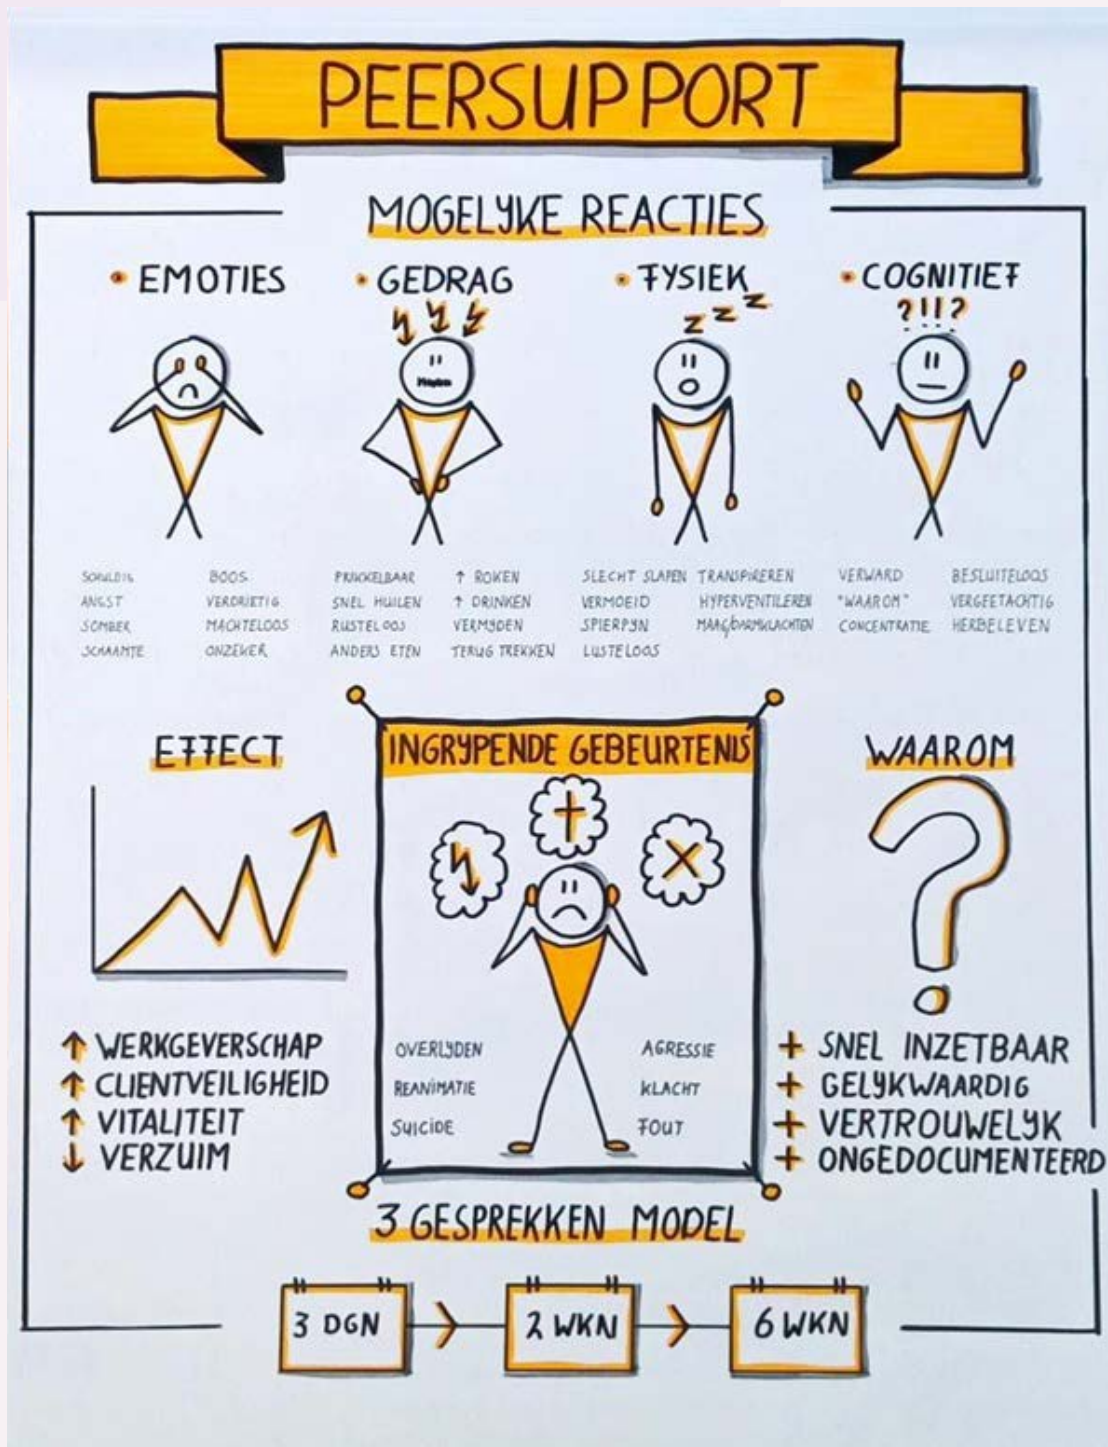 PEERSUPPORT
MOGELYKE REACTIES
• EMOTIES
• GEDRAG
• FYSIEK
• COGNITIEF
?!!?
z z z
SCHULDIG BOOS
ANGST VERDRIETIG
SOMBER MACHTELOOS
SCHAAMTE ONZEKER
PRIKKELBAAR ↑ ROKEN
SNEL HUILEN ↑ DRINKEN
RUSTELOOS VERMYDEN
ANDERS ETEN TERUG TREKKEN
SLECHT SLAPEN TRANSPIREREN
VERMOEID HYPERVENTILEREN
SPIERPYN MAAG/DARMKLACHTEN
LUSTELOOS
VERWARD BESLUITELOOS
"WAAROM" VERGEETACHTIG
CONCENTRATIE HERBELEVEN
EFFECT
↑ WERKGEVERSCHAP
↑ CLIENTVEILIGHEID
↑ VITALITEIT
↓ VERZUIM
INGRYPENDE GEBEURTENIS
OVERLYDEN AGRESSIE
REANIMATIE KLACHT
SUICIDE FOUT
WAAROM
?
+ SNEL INZETBAAR
+ GELYKWAARDIG
+ VERTROUWELYK
+ ONGEDOCUMENTEERD
3 GESPREKKEN MODEL
3 DGN
2 WKN
6 WKN